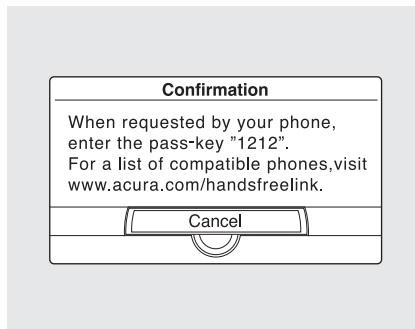 Confirmation
When requested by your phone,
enter the pass-key "1212".
For a list of compatible phones,visit
www.acura.com/handsfreelink.
Cancel